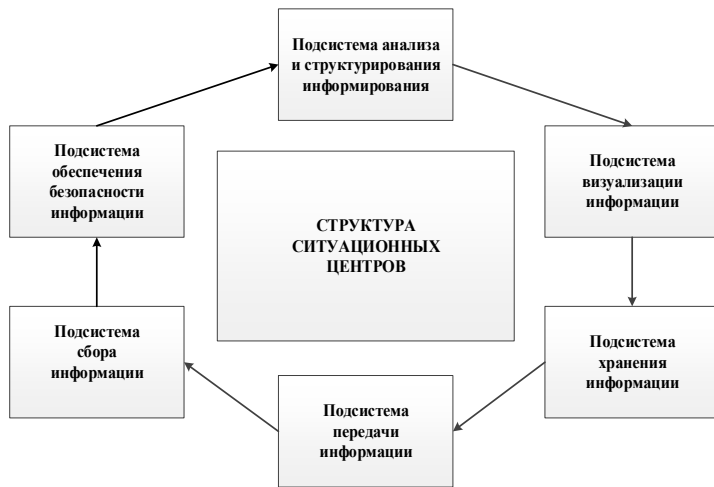 Подсистема анализа
и структурирования
информирования
Подсистема
обеспечения
безопасности
информации
Подсистема
визуализации
информации
СТРУКТУРА
СИТУАЦИОННЫХ
ЦЕНТРОВ
Подсистема
сбора
информации
Подсистема
хранения
информации
Подсистема
передачи
информации